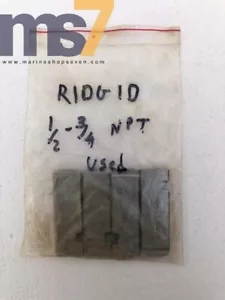 ms7
www.marineshopseven.com
RIDGID
1/2 - 3/4 NPT
used